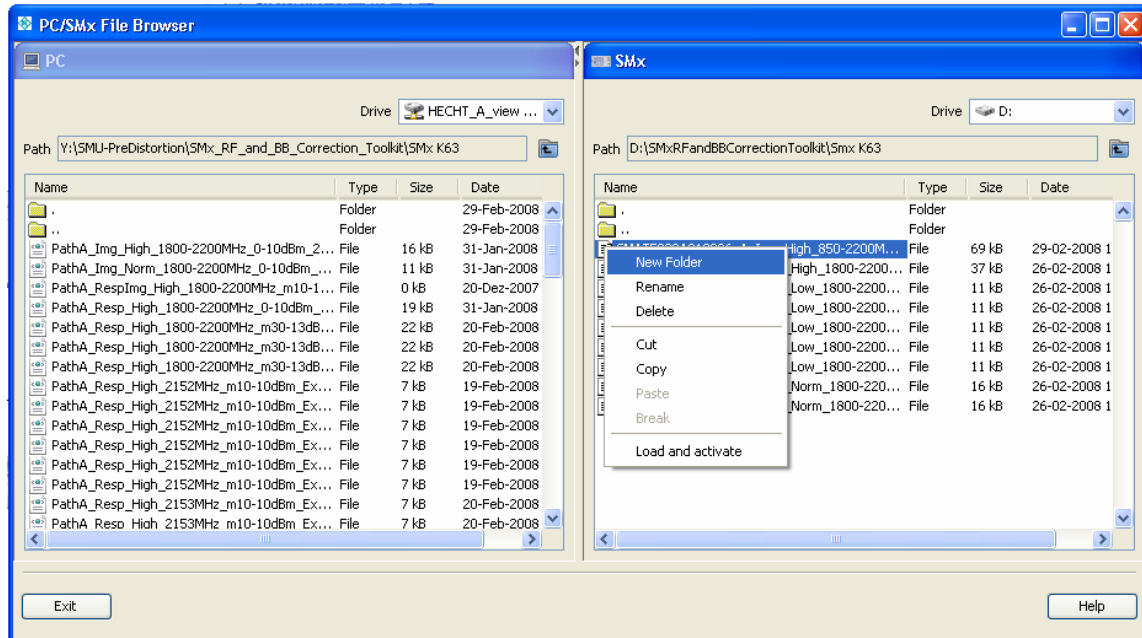 PC/SMx File Browser
PC
Drive HECHT_A_view ...
Path Y:\SMU-PreDistortion\SMx_RF_and_BB_Correction_Toolkit\SMx K63
Name Type Size Date
. Folder 29-Feb-2008
.. Folder 29-Feb-2008
PathA_Img_High_1800-2200MHz_0-10dBm_2... File 16 kB 31-Jan-2008
PathA_Img_Norm_1800-2200MHz_0-10dBm_... File 11 kB 31-Jan-2008
PathA_RespImg_High_1800-2200MHz_m10-1... File 0 kB 20-Dez-2007
PathA_Resp_High_1800-2200MHz_0-10dBm_... File 19 kB 31-Jan-2008
PathA_Resp_High_1800-2200MHz_m30-13dB... File 22 kB 20-Feb-2008
PathA_Resp_High_1800-2200MHz_m30-13dB... File 22 kB 20-Feb-2008
PathA_Resp_High_1800-2200MHz_m30-13dB... File 22 kB 20-Feb-2008
PathA_Resp_High_2152MHz_m10-10dBm_Ex... File 7 kB 19-Feb-2008
PathA_Resp_High_2152MHz_m10-10dBm_Ex... File 7 kB 19-Feb-2008
PathA_Resp_High_2152MHz_m10-10dBm_Ex... File 7 kB 19-Feb-2008
PathA_Resp_High_2152MHz_m10-10dBm_Ex... File 7 kB 19-Feb-2008
PathA_Resp_High_2152MHz_m10-10dBm_Ex... File 7 kB 19-Feb-2008
PathA_Resp_High_2153MHz_m10-10dBm_Ex... File 7 kB 20-Feb-2008
PathA_Resp_High_2153MHz_m10-10dBm_Ex... File 7 kB 20-Feb-2008
SMx
Drive D:
Path D:\SMxRFandBBCorrectionToolkit\Smx K63
Name Type Size Date
. Folder
.. Folder
High_850-2200M... File 69 kB 29-02-2008 1
High_1800-2200... File 37 kB 26-02-2008 1
Low_1800-2200... File 11 kB 26-02-2008 1
Low_1800-2200... File 11 kB 26-02-2008 1
Low_1800-2200... File 11 kB 26-02-2008 1
Low_1800-2200... File 11 kB 26-02-2008 1
Norm_1800-220... File 16 kB 26-02-2008 1
Norm_1800-220... File 16 kB 26-02-2008 1
New Folder
Rename
Delete
Cut
Copy
Paste
Break
Load and activate
Exit
Help